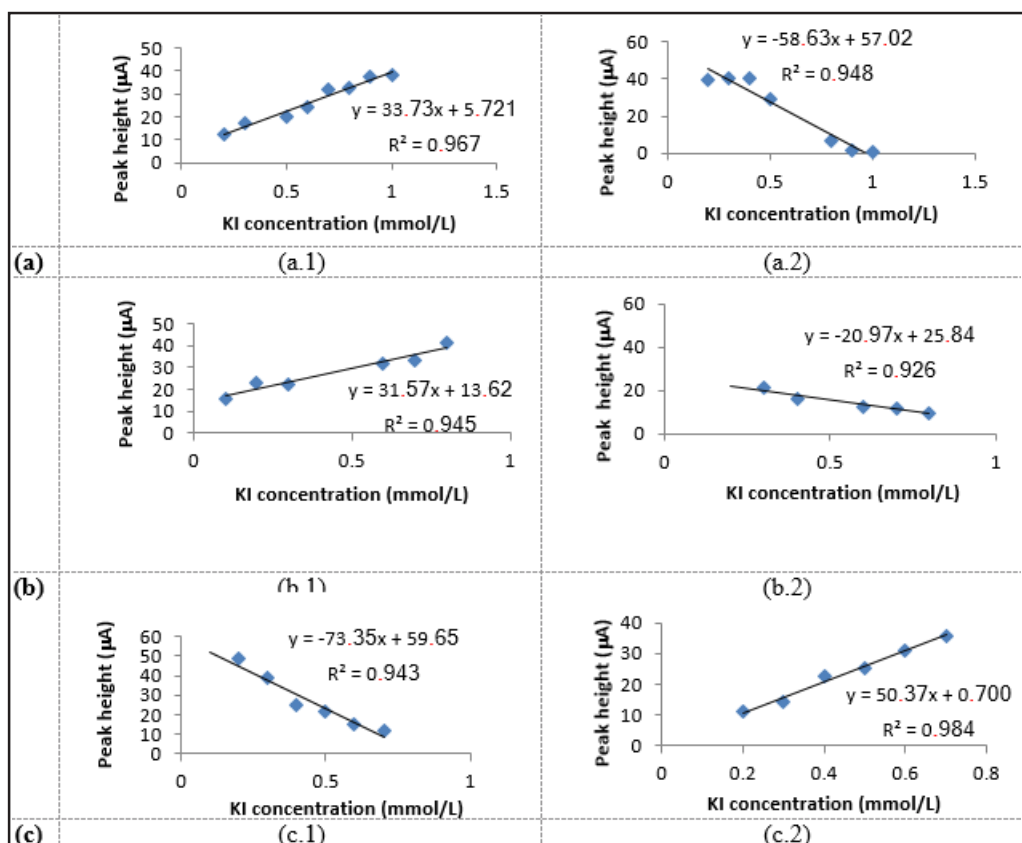 50
40
30
20
10
0
Peak height (µA)
y = 33.73x + 5.721
R² = 0.967
0 0.5 1 1.5
KI concentration (mmol/L)
60
40
20
0
Peak height (µA)
y = -58.63x + 57.02
R² = 0.948
0 0.5 1 1.5
KI concentration (mmol/L)
(a) (a.1) (a.2)
50
40
30
20
10
0
Peak height (µA)
y = 31.57x + 13.62
R² = 0.945
0 0.5 1
KI concentration (mmol/L)
60
40
20
0
Peak height (µA)
y = -20.97x + 25.84
R² = 0.926
0 0.5 1
KI concentration (mmol/L)
(b) (b.1) (b.2)
60
50
40
30
20
10
0
Peak height (µA)
y = -73.35x + 59.65
R² = 0.943
0 0.5 1
KI concentration (mmol/L)
40
30
20
10
0
Peak height (µA)
y = 50.37x + 0.700
R² = 0.984
0 0.2 0.4 0.6 0.8
KI concentration (mmol/L)
(c) (c.1) (c.2)